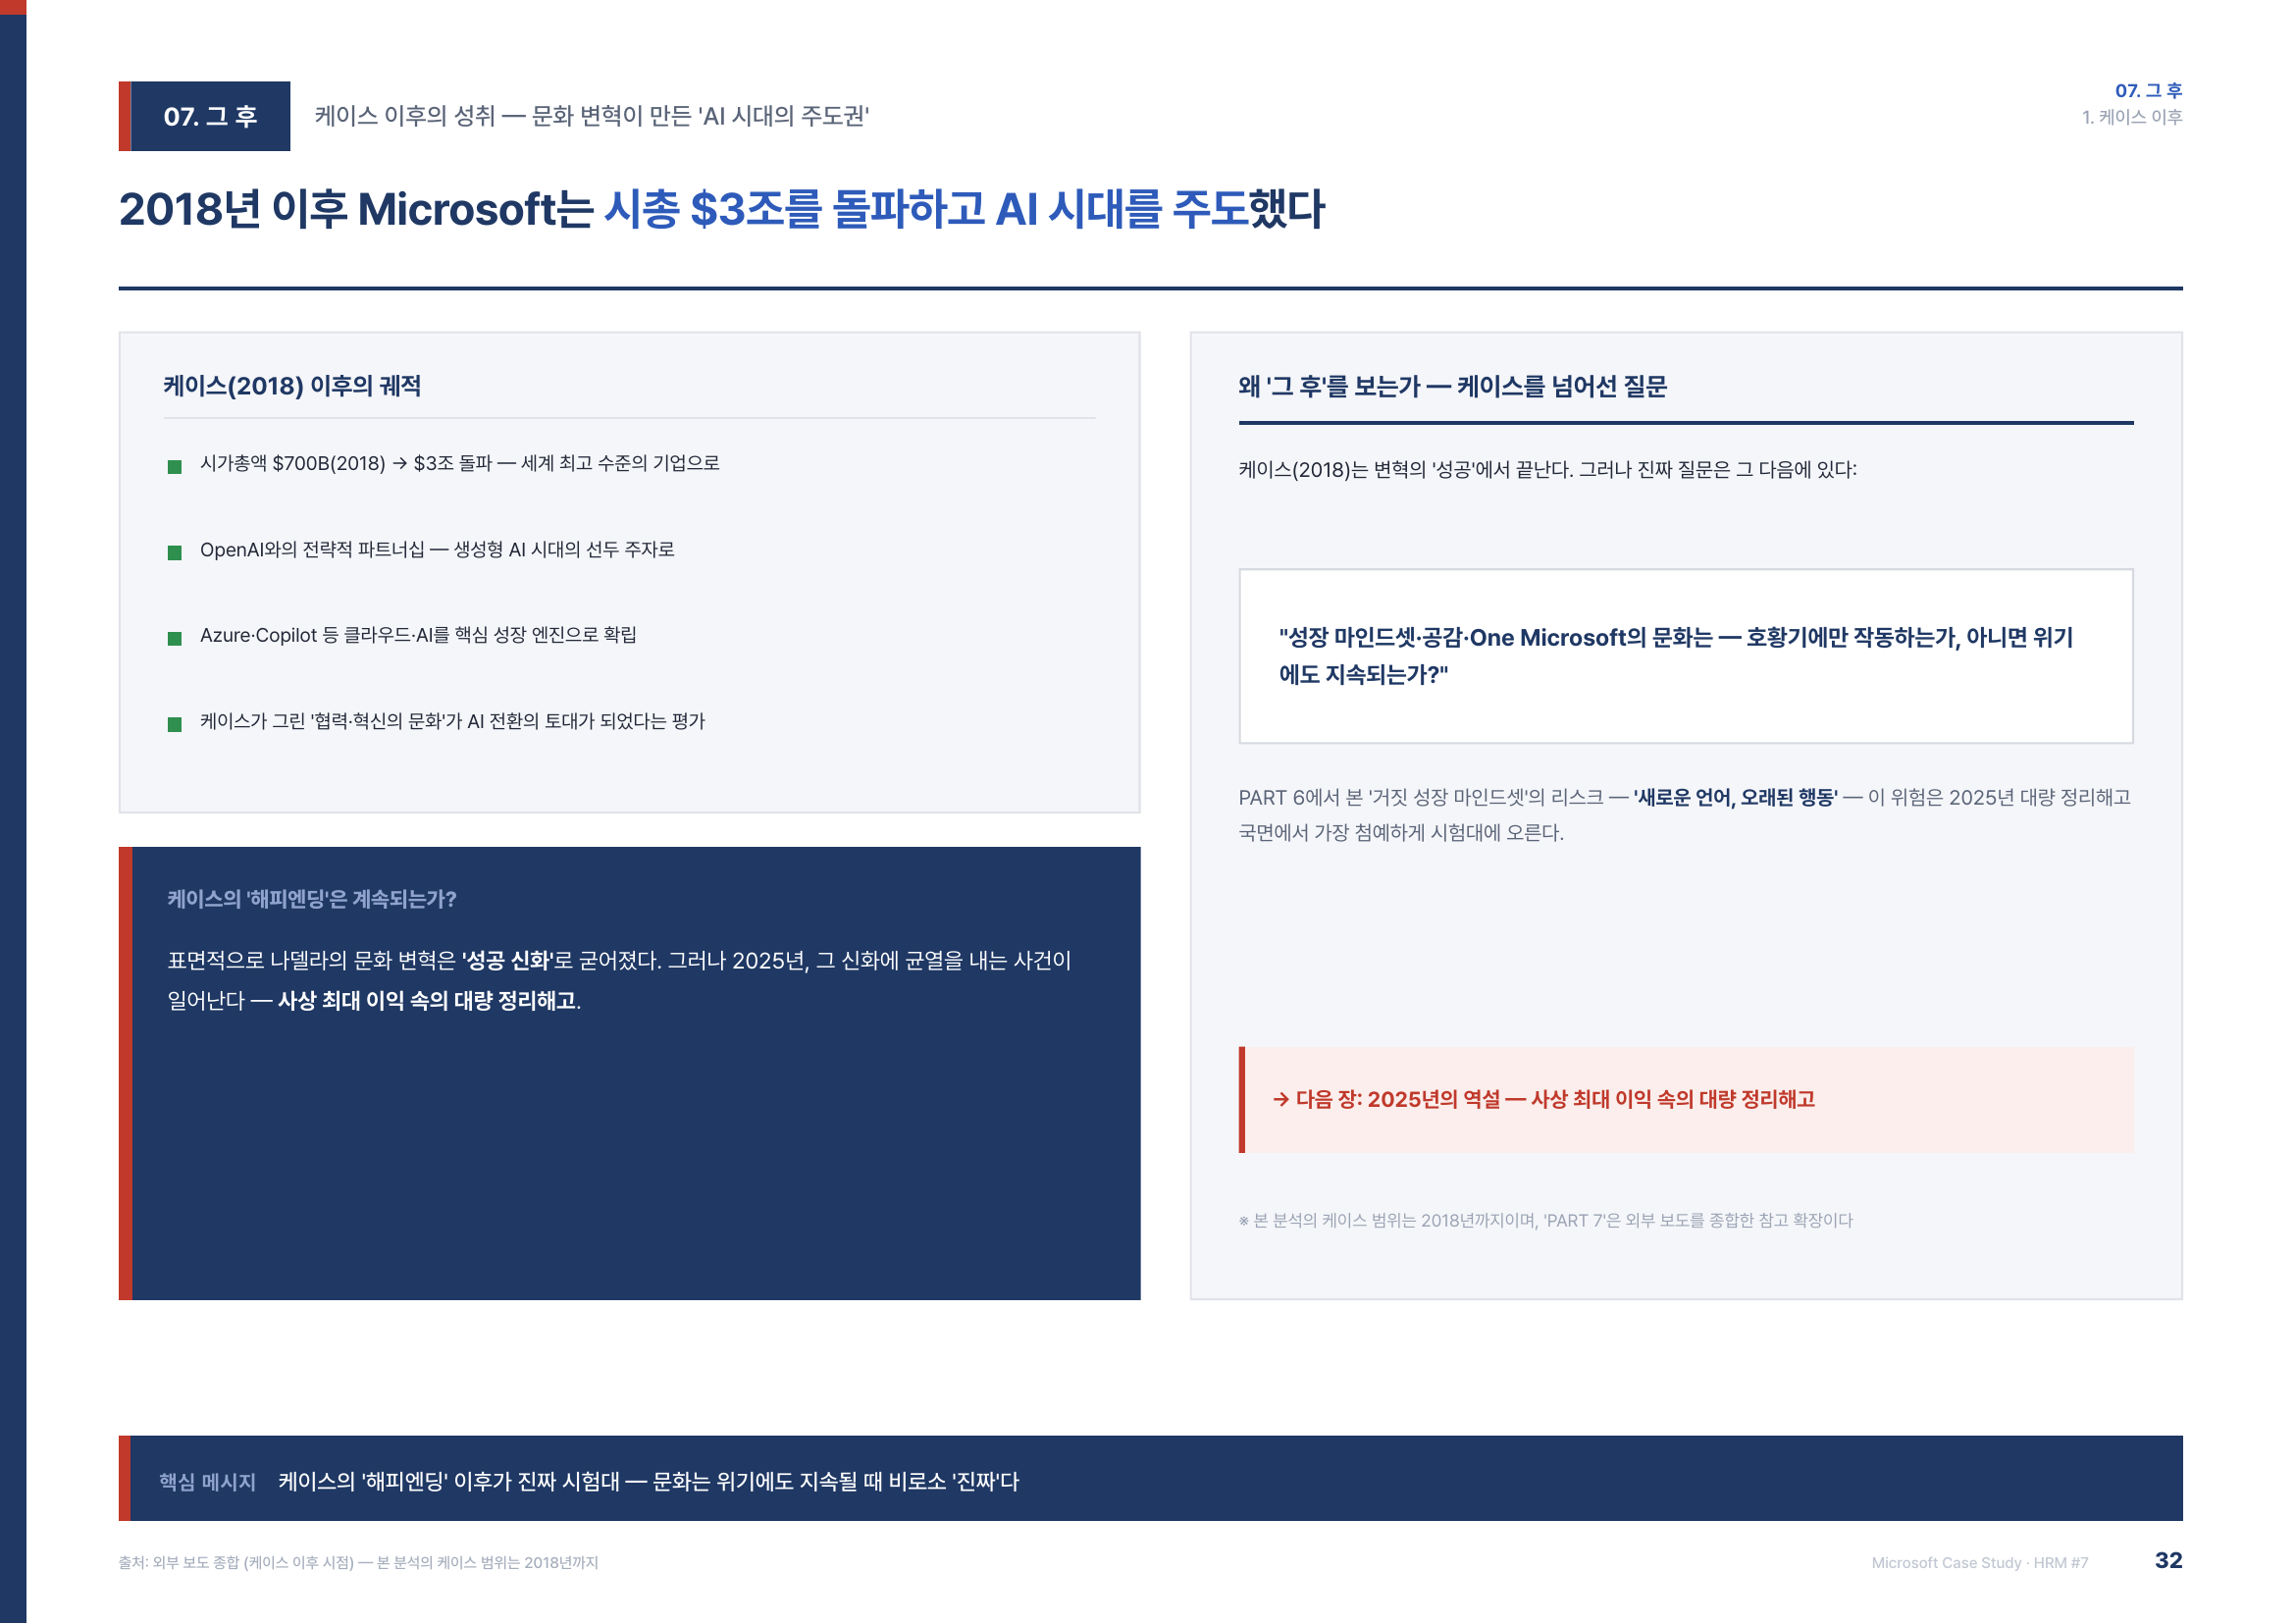 07. 그 후
케이스 이후의 성취 — 문화 변혁이 만든 'AI 시대의 주도권'
07. 그 후
1. 케이스 이후
2018년 이후 Microsoft는 시총 $3조를 돌파하고 AI 시대를 주도했다
케이스(2018) 이후의 궤적
시가총액 $700B(2018) → $3조 돌파 — 세계 최고 수준의 기업으로
OpenAI와의 전략적 파트너십 — 생성형 AI 시대의 선두 주자로
Azure·Copilot 등 클라우드·AI를 핵심 성장 엔진으로 확립
케이스가 그린 '협력·혁신의 문화'가 AI 전환의 토대가 되었다는 평가
케이스의 '해피엔딩'은 계속되는가?
표면적으로 나델라의 문화 변혁은 '성공 신화'로 굳어졌다. 그러나 2025년, 그 신화에 균열을 내는 사건이
일어난다 — 사상 최대 이익 속의 대량 정리해고.
왜 '그 후'를 보는가 — 케이스를 넘어선 질문
케이스(2018)는 변혁의 '성공'에서 끝난다. 그러나 진짜 질문은 그 다음에 있다:
"성장 마인드셋·공감·One Microsoft의 문화는 — 호황기에만 작동하는가, 아니면 위기
에도 지속되는가?"
PART 6에서 본 '거짓 성장 마인드셋'의 리스크 — '새로운 언어, 오래된 행동' — 이 위험은 2025년 대량 정리해고
국면에서 가장 첨예하게 시험대에 오른다.
→ 다음 장: 2025년의 역설 — 사상 최대 이익 속의 대량 정리해고
※ 본 분석의 케이스 범위는 2018년까지이며, 'PART 7'은 외부 보도를 종합한 참고 확장이다
핵심 메시지 케이스의 '해피엔딩' 이후가 진짜 시험대 — 문화는 위기에도 지속될 때 비로소 '진짜'다
출처: 외부 보도 종합 (케이스 이후 시점) — 본 분석의 케이스 범위는 2018년까지
Microsoft Case Study · HRM #7
32